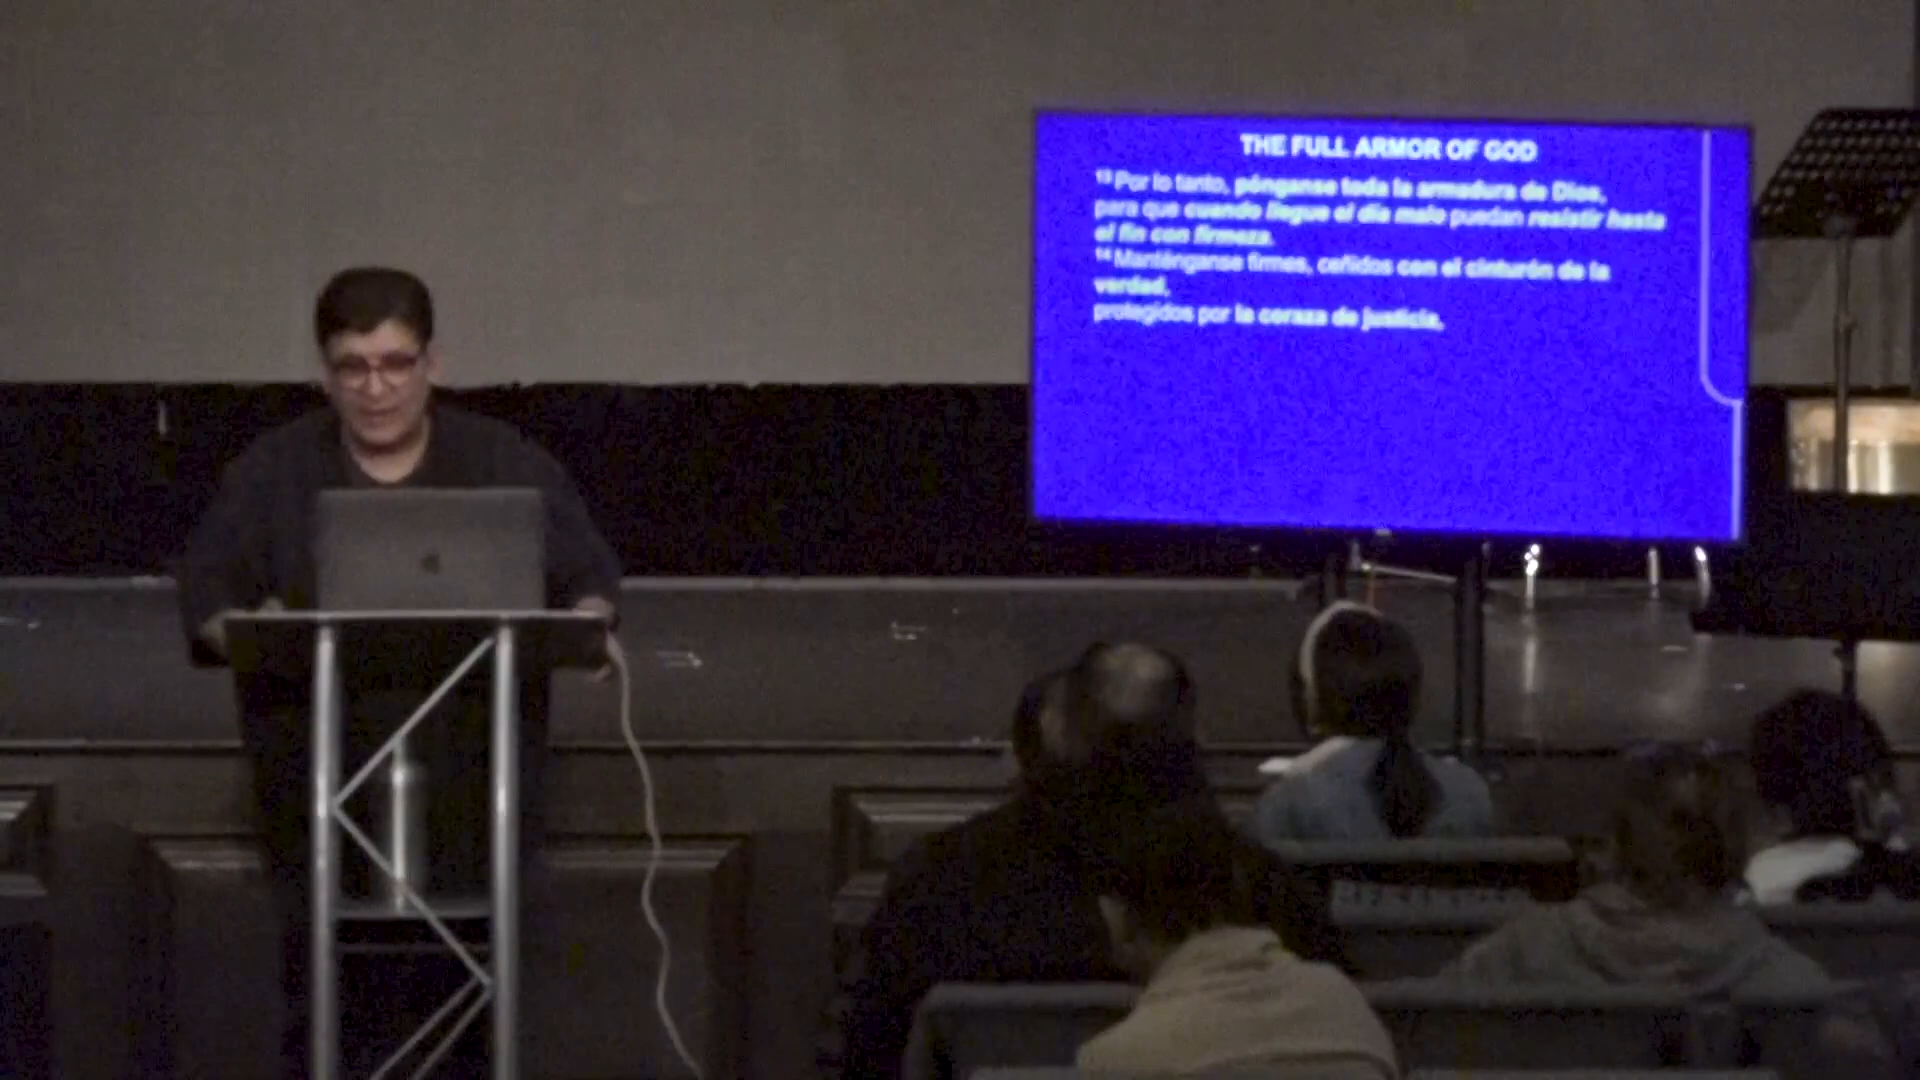 THE FULL ARMOR OF GOD
¹³ Por lo tanto, pónganse toda la armadura de Dios,
para que cuando llegue el día malo puedan resistir hasta
el fin con firmeza.
¹⁴ Manténganse firmes, ceñidos con el cinturón de la
verdad,
protegidos por la coraza de justicia,